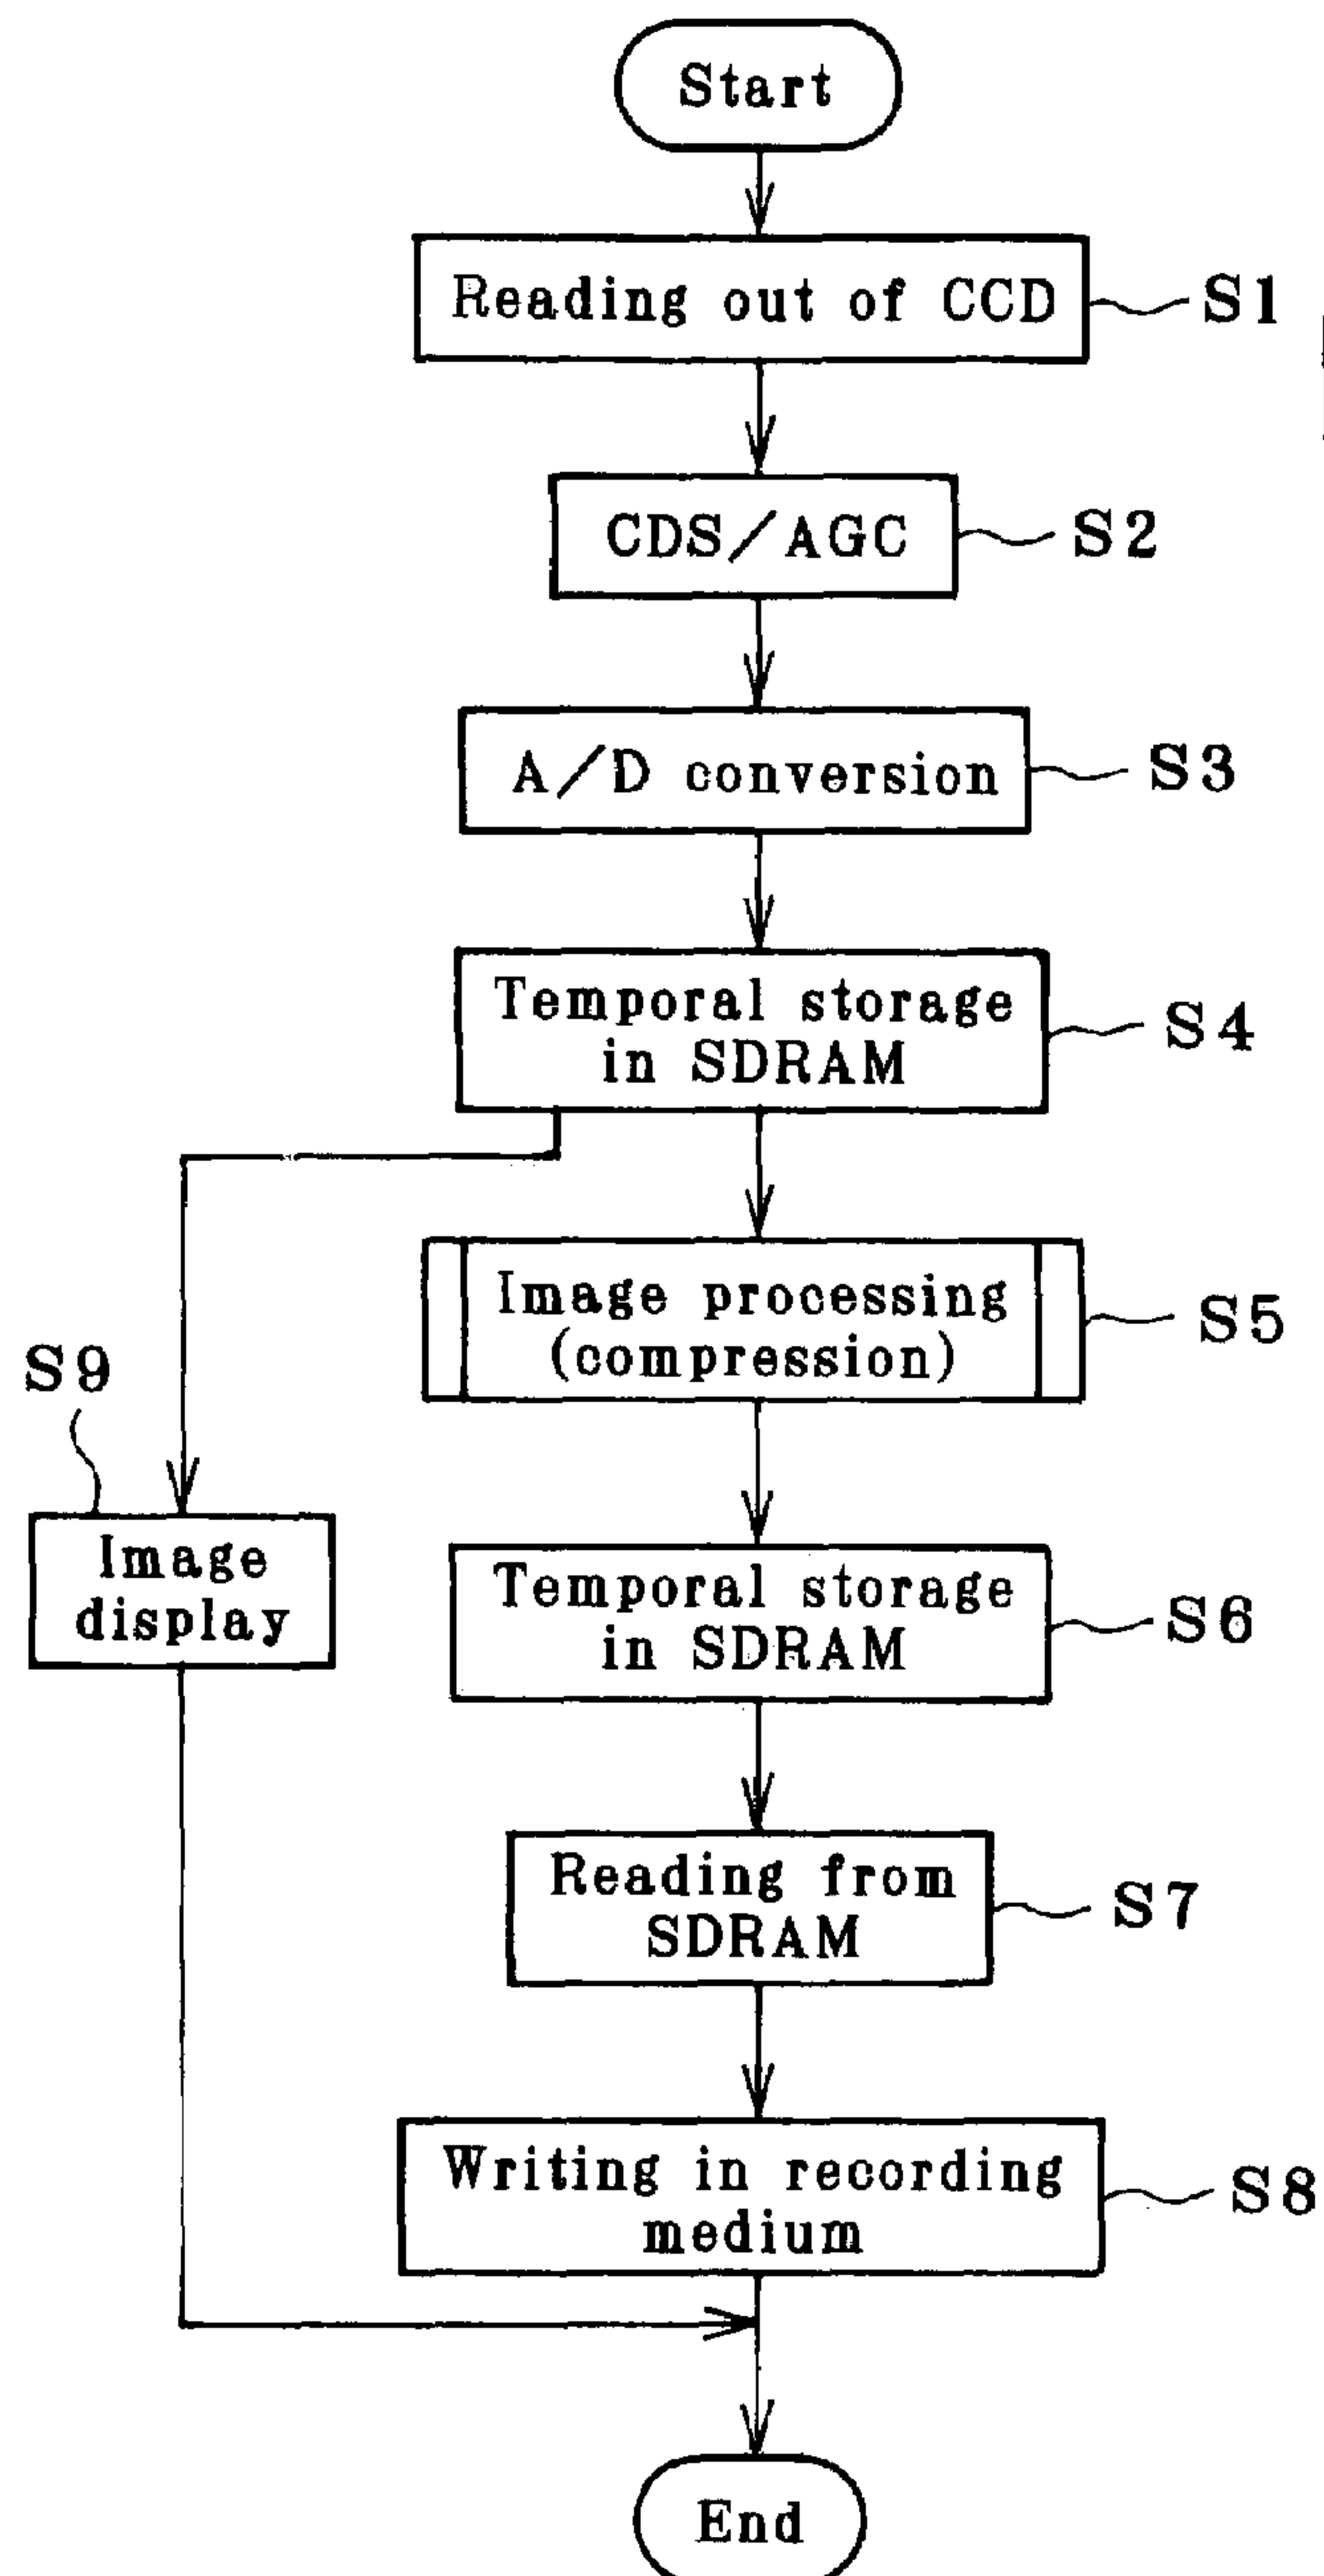 Start
Reading out of CCD
S1
CDS/AGC
S2
A/D conversion
S3
Temporal storage
in SDRAM
S4
Image processing
(compression)
S5
S9
Image
display
Temporal storage
in SDRAM
S6
Reading from
SDRAM
S7
Writing in recording
medium
S8
End